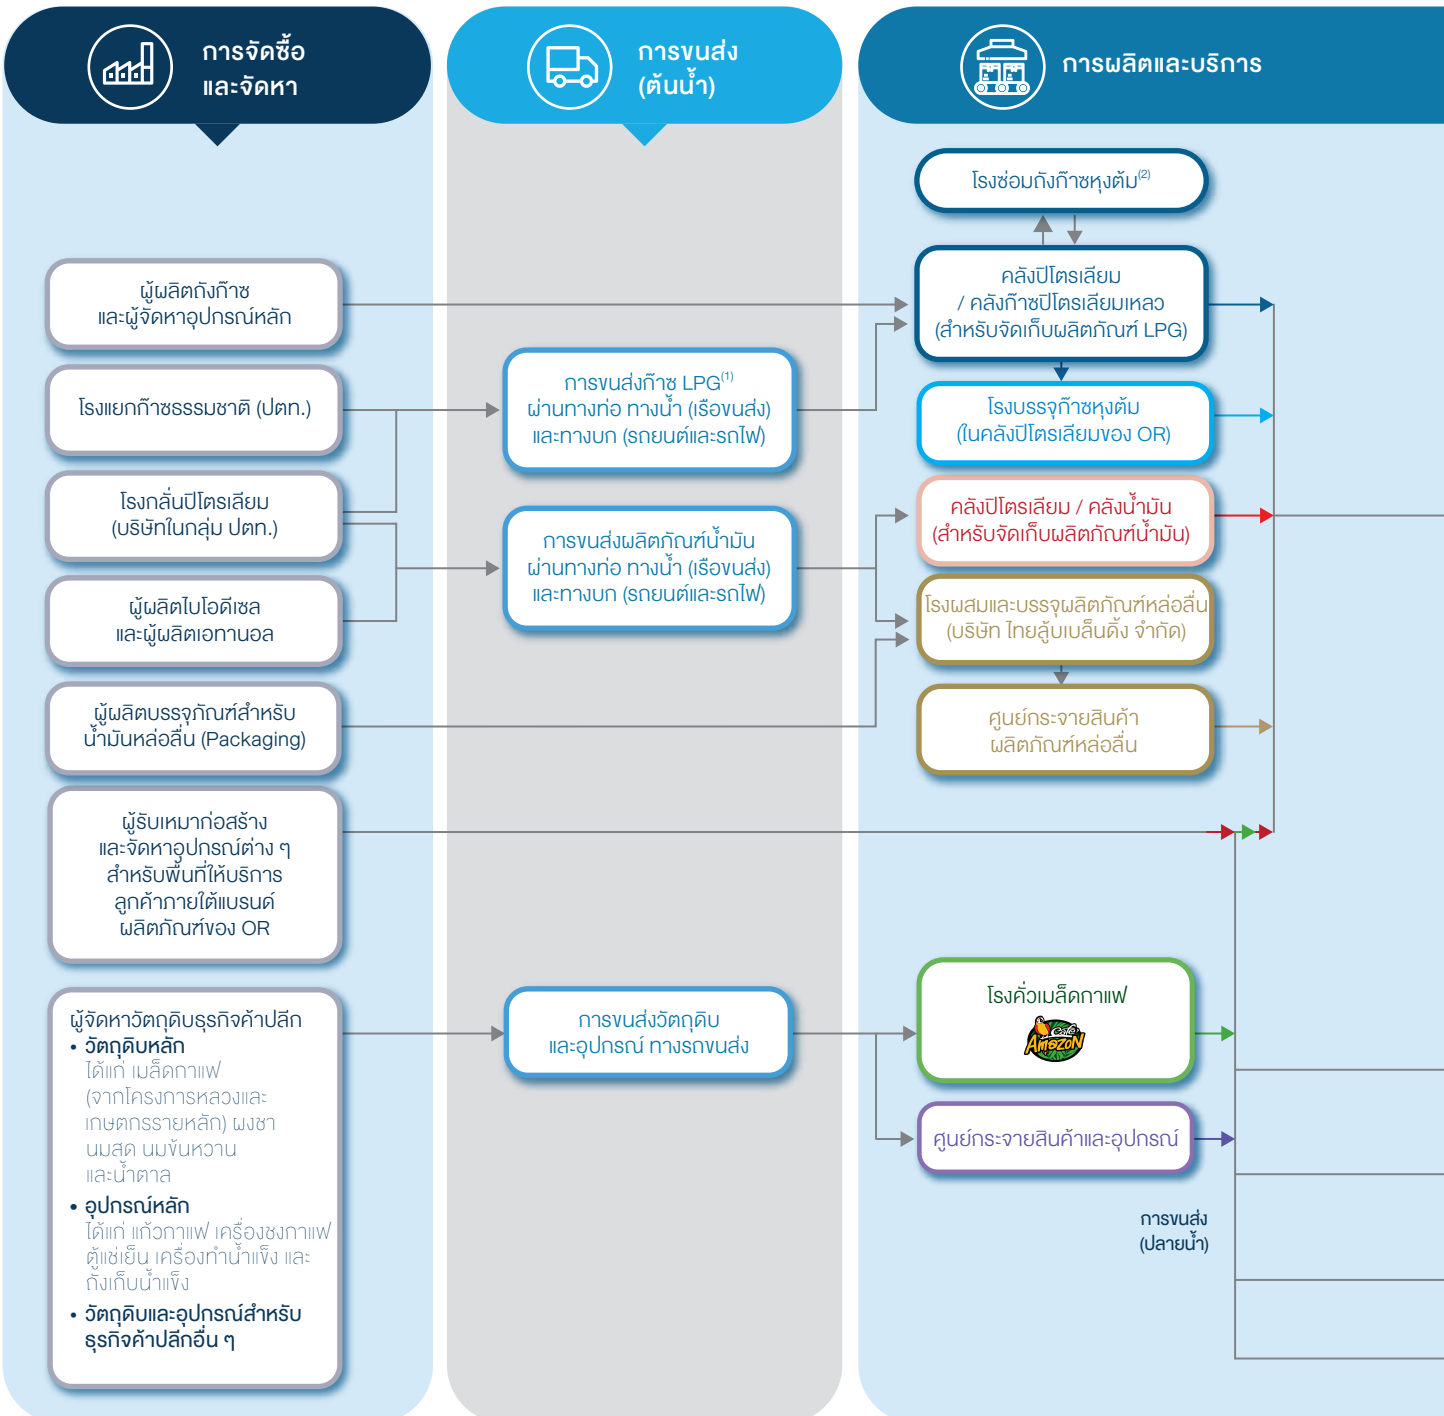 การจัดซื้อ
และจัดหา
การขนส่ง
(ต้นน้ำ)
การผลิตและบริการ
ผู้ผลิตถังก๊าซ
และผู้จัดหาอุปกรณ์หลัก
โรงแยกก๊าซธรรมชาติ (ปตท.)
โรงกลั่นปิโตรเลียม
(บริษัทในกลุ่ม ปตท.)
ผู้ผลิตไบโอดีเซล
และผู้ผลิตเอทานอล
ผู้ผลิตบรรจุภัณฑ์สำหรับ
น้ำมันหล่อลื่น (Packaging)
ผู้รับเหมาก่อสร้าง
และจัดหาอุปกรณ์ต่าง ๆ
สำหรับพื้นที่ให้บริการ
ลูกค้าภายใต้แบรนด์
ผลิตภัณฑ์ของ OR
ผู้จัดหาวัตถุดิบธุรกิจค้าปลีก
• วัตถุดิบหลัก
ได้แก่ เมล็ดกาแฟ
(จากโครงการหลวงและ
เกษตกรรายหลัก) ผงชา
นมสด นมข้นหวาน
และน้ำตาล
• อุปกรณ์หลัก
ได้แก่ แก้วกาแฟ เครื่องชงกาแฟ
ตู้แช่เย็น เครื่องทำน้ำแข็ง และ
ถังเก็บน้ำแข็ง
• วัตถุดิบและอุปกรณ์สำหรับ
ธุรกิจค้าปลีกอื่น ๆ
การขนส่งก๊าซ LPG(1)
ผ่านทางท่อ ทางน้ำ (เรือขนส่ง)
และทางบก (รถยนต์และรถไฟ)
การขนส่งผลิตภัณฑ์น้ำมัน
ผ่านทางท่อ ทางน้ำ (เรือขนส่ง)
และทางบก (รถยนต์และรถไฟ)
การขนส่งวัตถุดิบ
และอุปกรณ์ ทางรถขนส่ง
โรงซ่อมถังก๊าซหุงต้ม(2)
คลังปิโตรเลียม
/ คลังก๊าซปิโตรเลียมเหลว
(สำหรับจัดเก็บผลิตภัณฑ์ LPG)
โรงบรรจุก๊าซหุงต้ม
(ในคลังปิโตรเลียมของ OR)
คลังปิโตรเลียม / คลังน้ำมัน
(สำหรับจัดเก็บผลิตภัณฑ์น้ำมัน)
โรงผสมและบรรจุผลิตภัณฑ์หล่อลื่น
(บริษัท ไทยลู้บเบล็นดิ้ง จำกัด)
ศูนย์กระจายสินค้า
ผลิตภัณฑ์หล่อลื่น
โรงคั่วเมล็ดกาแฟ
Café
Amazon
ศูนย์กระจายสินค้าและอุปกรณ์
การขนส่ง
(ปลายน้ำ)